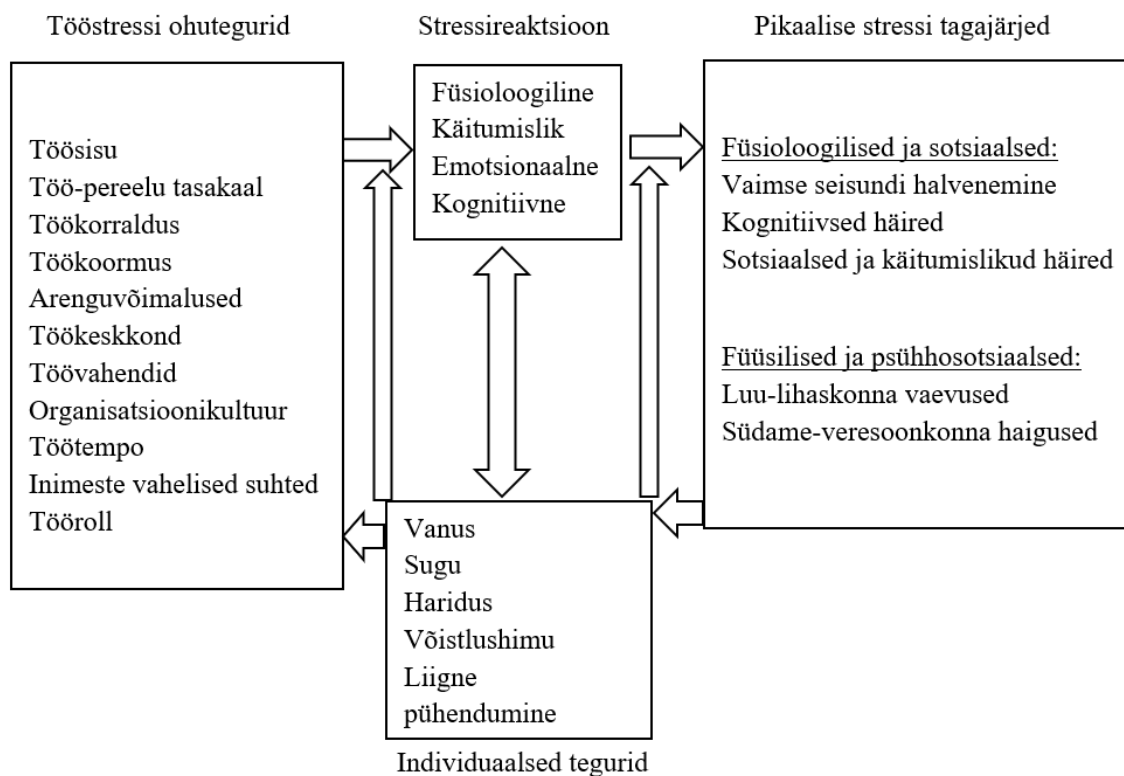 Tööstressi ohutegurid
Töösisu
Töö-pereelu tasakaal
Töökorraldus
Töökoormus
Arenguvõimalused
Töökeskkond
Töövahendid
Organisatsioonikultuur
Töötempo
Inimeste vahelised suhted
Tööroll
Stressireaktsioon
Füsioloogiline
Käitumislik
Emotsionaalne
Kognitiivne
Pikaalise stressi tagajärjed
Füsioloogilised ja sotsiaalsed:
Vaimse seisundi halvenemine
Kognitiivsed häired
Sotsiaalsed ja käitumislikud häired
Füüsilised ja psühhosotsiaalsed:
Luu-lihaskonna vaevused
Südame-veresoonkonna haigused
Vanus
Sugu
Haridus
Võistlushimu
Liigne
pühendumine
Individuaalsed tegurid